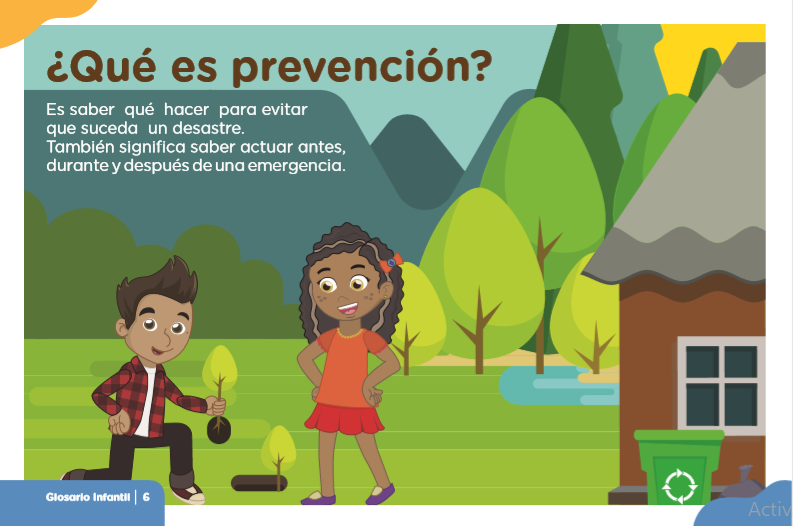 ¿Qué es prevención?
Es saber qué hacer para evitar
que suceda un desastre.
También significa saber actuar antes,
durante y después de una emergencia.
Glosario Infantil | 6
Activ